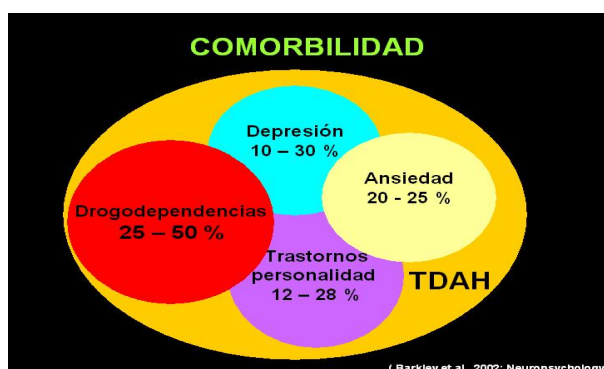 COMORBILIDAD
Depresión
10 – 30 %
Ansiedad
20 - 25 %
Drogodependencias
25 – 50 %
Trastornos
personalidad
12 – 28 %
TDAH
( Barkley et al., 2002; Neuropsychology